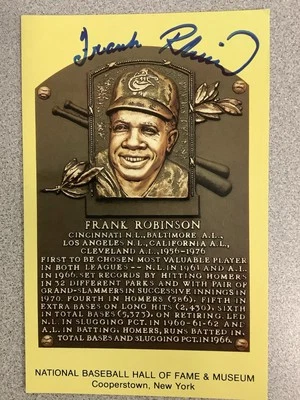 Frank Robinson
FRANK ROBINSON
CINCINNATI N.L., BALTIMORE A.L.,
LOS ANGELES N.L., CALIFORNIA A.L.,
CLEVELAND A.L., 1956-1976
FIRST TO BE CHOSEN MOST VALUABLE PLAYER
IN BOTH LEAGUES -- N.L. IN 1961 AND A.L.
IN 1966. SET RECORDS BY HITTING HOMERS
IN 32 DIFFERENT PARKS AND WITH PAIR OF
GRAND-SLAMMERS IN SUCCESSIVE INNINGS IN
1970. FOURTH IN HOMERS (586), FIFTH IN
EXTRA BASES ON LONG HITS (2,430), SIXTH
IN TOTAL BASES (5,373), ON RETIRING. LED
N.L. IN SLUGGING PCT. IN 1960-61-62 AND
A.L. IN BATTING, HOMERS, RUNS BATTED IN,
TOTAL BASES AND SLUGGING PCT. IN 1966.
NATIONAL BASEBALL HALL OF FAME & MUSEUM
Cooperstown, New York